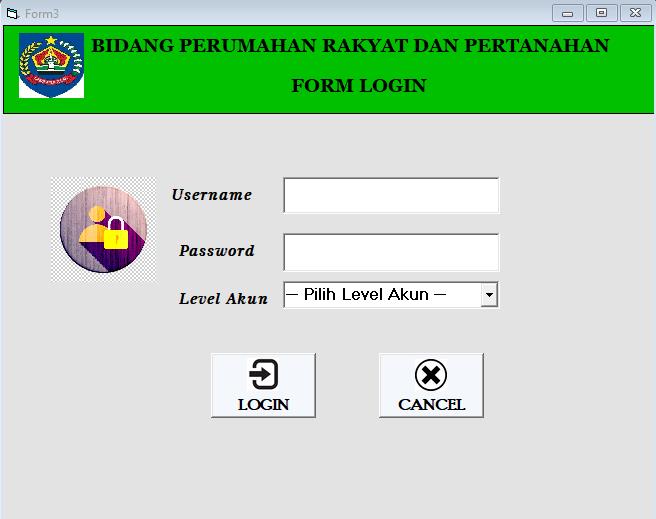 Form3
BIDANG PERUMAHAN RAKYAT DAN PERTANAHAN
FORM LOGIN
Username
Password
Level Akun
— Pilih Level Akun —
LOGIN
CANCEL